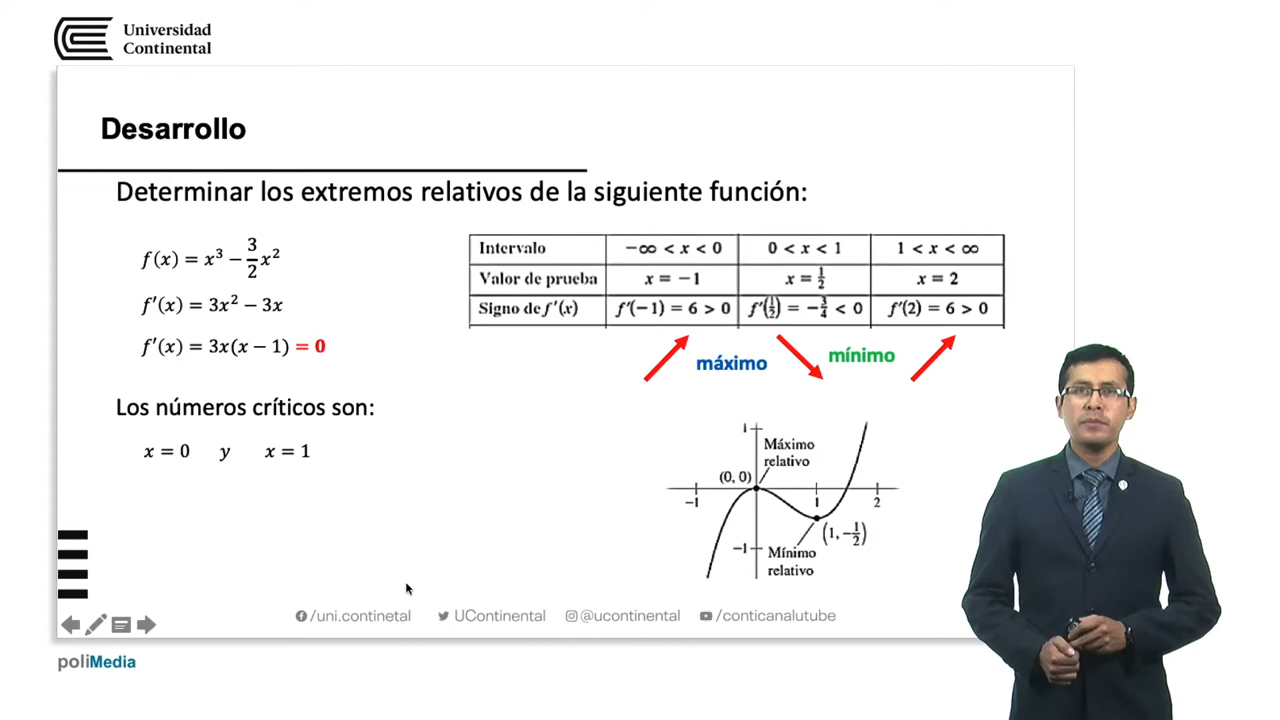 Universidad
Continental
Desarrollo
Determinar los extremos relativos de la siguiente función:
f(x) = x³ − 3/2 x²
f′(x) = 3x² − 3x
f′(x) = 3x(x − 1) = 0
Los números críticos son:
x = 0 y x = 1
Intervalo −∞ < x < 0 0 < x < 1 1 < x < ∞
Valor de prueba x = −1 x = 1/2 x = 2
Signo de f′(x) f′(−1) = 6 > 0 f′(1/2) = −3/4 < 0 f′(2) = 6 > 0
máximo mínimo
1
Máximo
relativo
(0, 0)
−1 1 2
(1, −1/2)
−1
Mínimo
relativo
/uni.continetal UContinental @ucontinental /conticanalutube
poliMedia